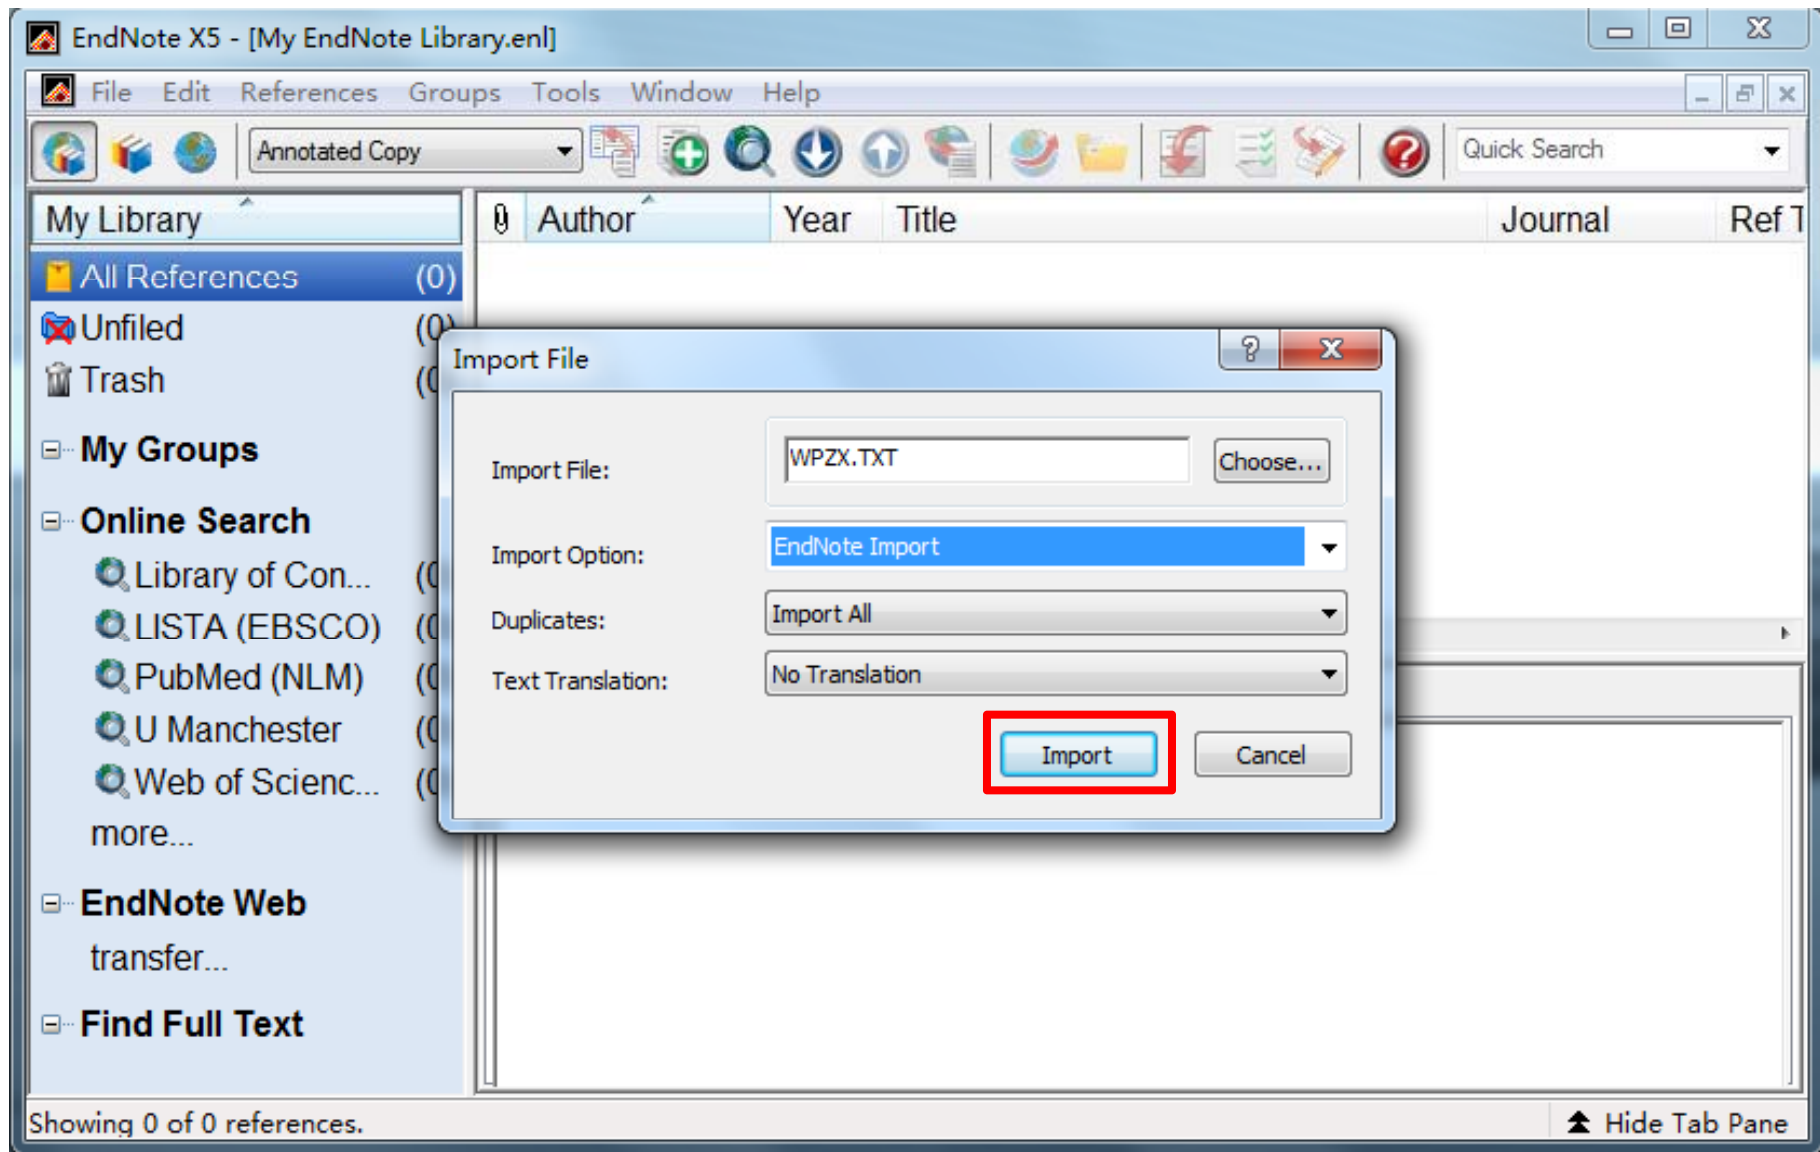 EndNote X5 - [My EndNote Library.enl]
File Edit References Groups Tools Window Help
Annotated Copy
Quick Search
My Library
Author Year Title Journal Ref
All References (0)
Unfiled (0)
Trash
My Groups
Online Search
Library of Con...
LISTA (EBSCO)
PubMed (NLM)
U Manchester
Web of Scienc...
more...
EndNote Web
transfer...
Find Full Text
Import File
Import File: WPZX.TXT Choose...
Import Option: EndNote Import
Duplicates: Import All
Text Translation: No Translation
Import Cancel
Showing 0 of 0 references.
Hide Tab Pane